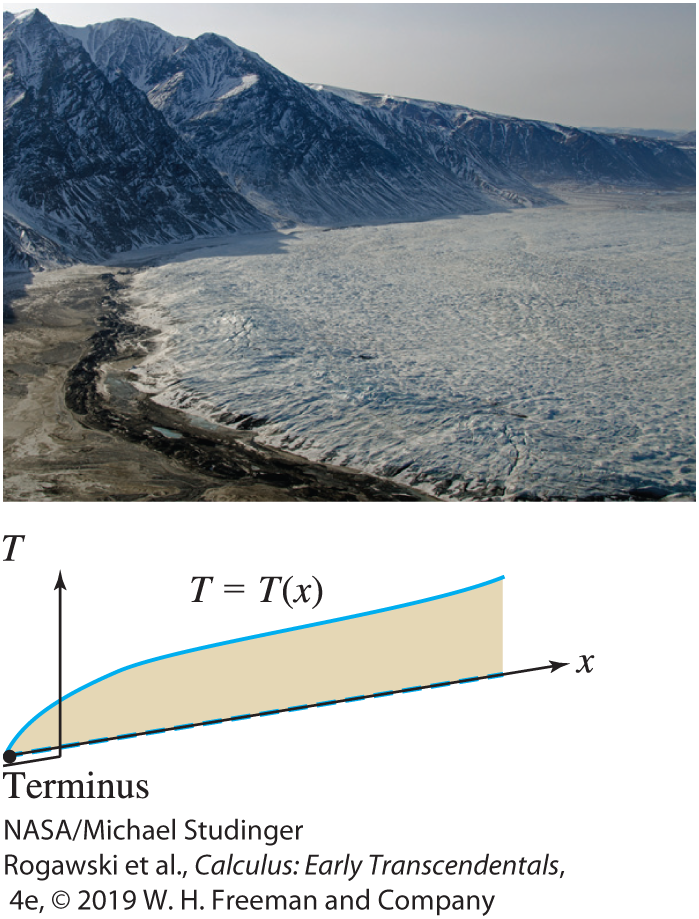 T
T = T(x)
x
Terminus
NASA/Michael Studinger
Rogawski et al., Calculus: Early Transcendentals,
4e, © 2019 W. H. Freeman and Company